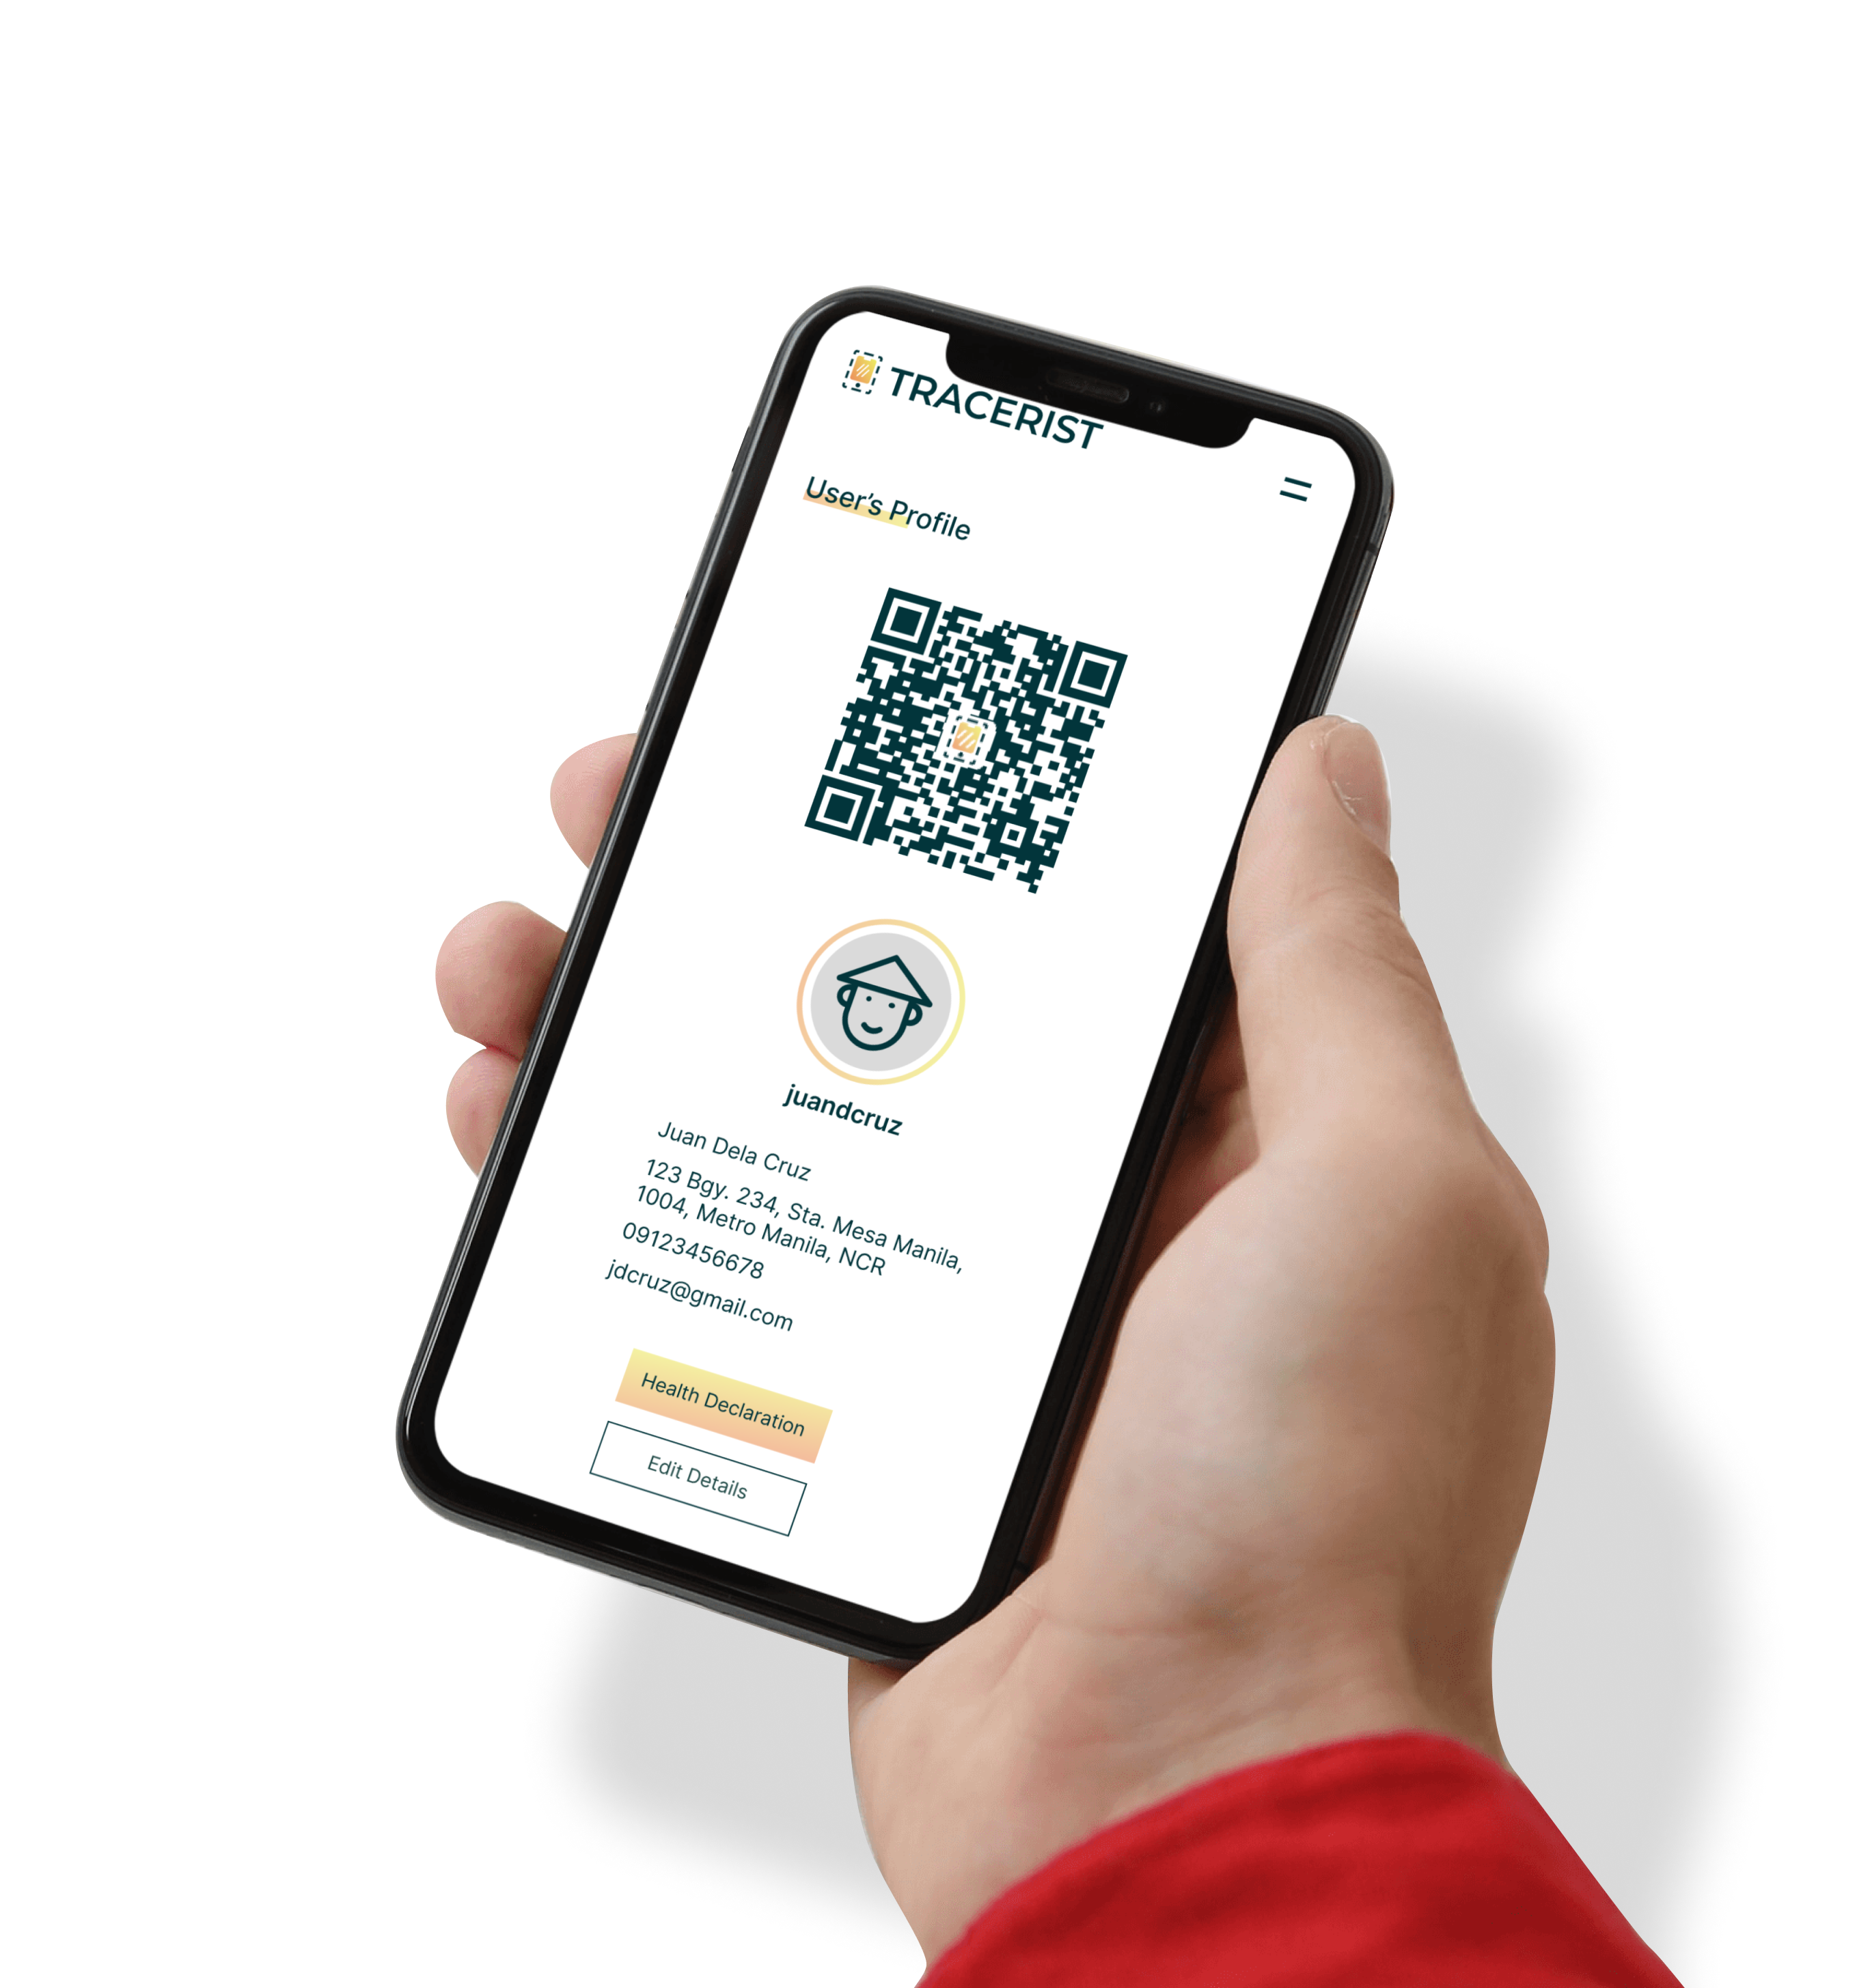 TRACERIST
User's Profile
juandcruz
Juan Dela Cruz
123 Bgy. 234, Sta. Mesa Manila,
1004, Metro Manila, NCR
09123456678
jdcruz@gmail.com
Health Declaration
Edit Details